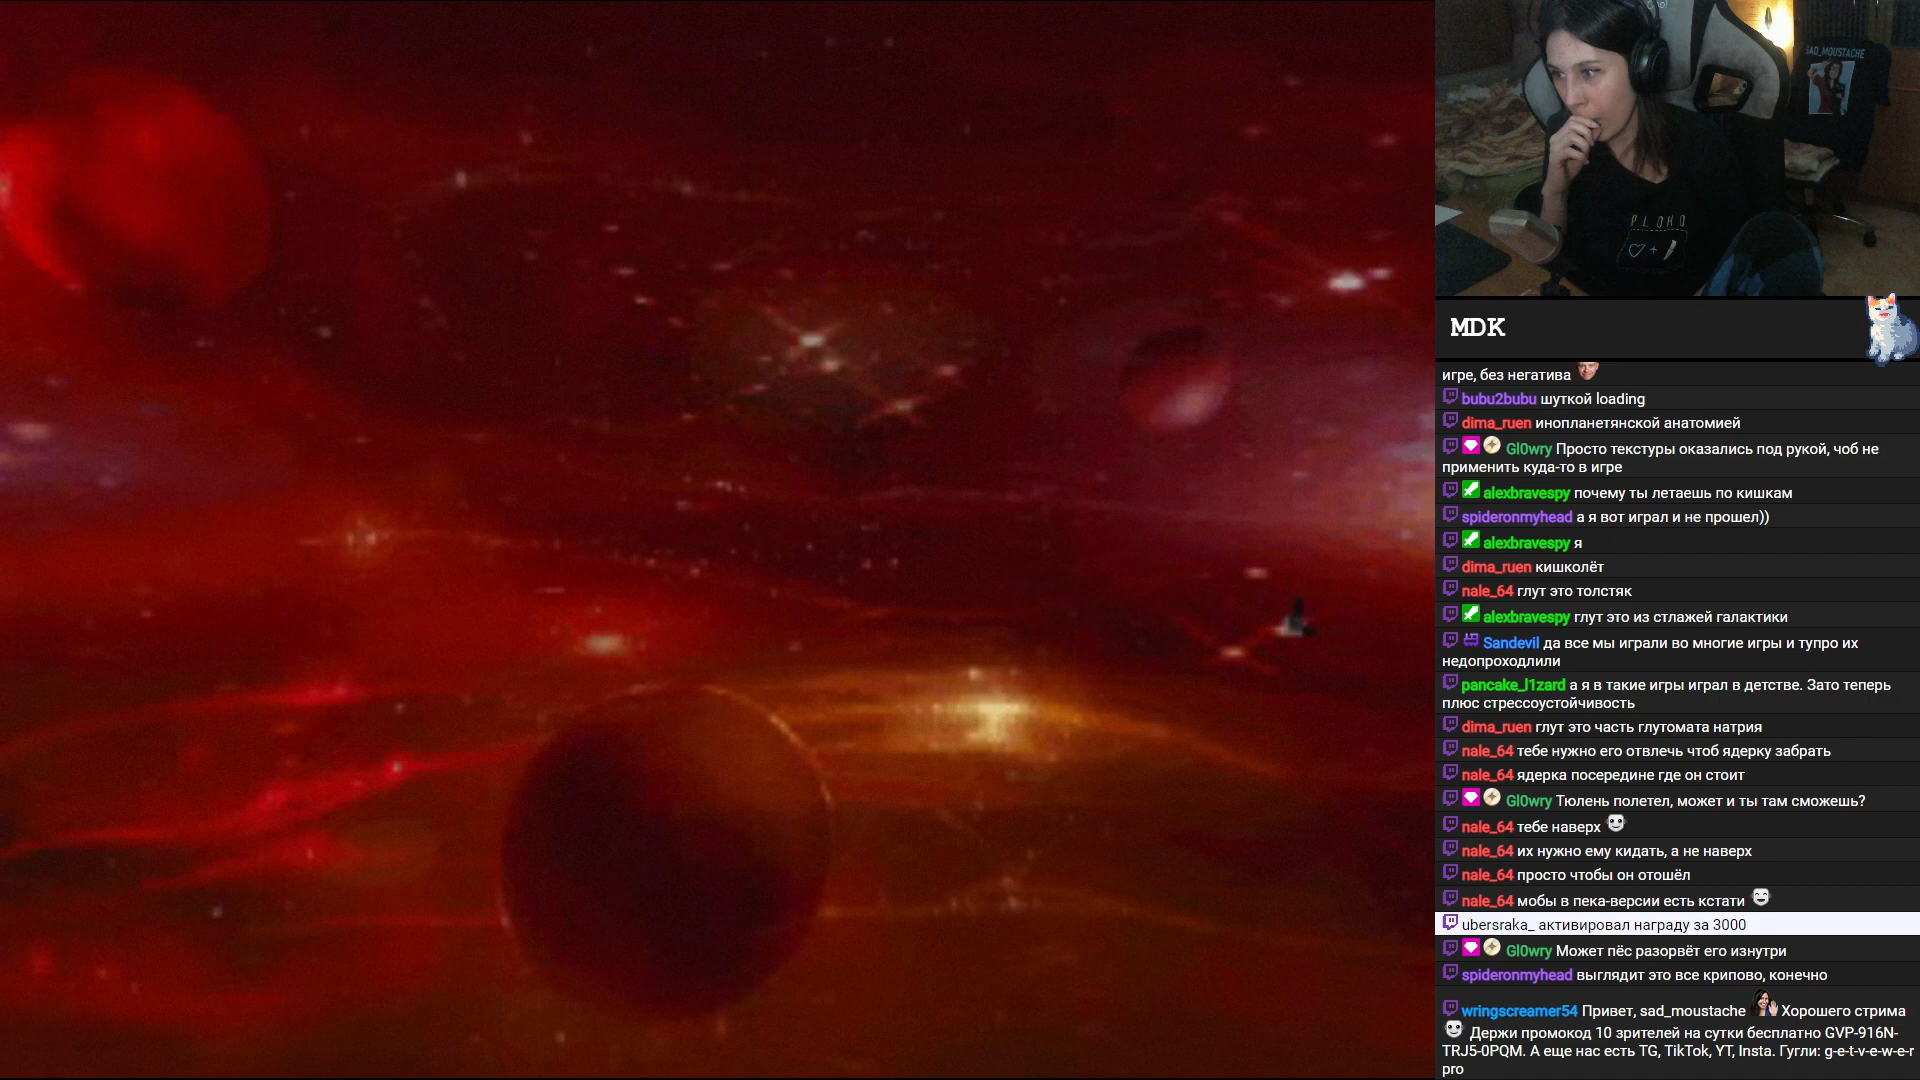 SAD_MOUSTACHE
PLOHO
MDK
игре, без негатива
bubu2bubu шуткой loading
dima_ruen инопланетянской анатомией
Gl0wry Просто текстуры оказались под рукой, чоб не
применить куда-то в игре
alexbravespy почему ты летаешь по кишкам
spideronmyhead а я вот играл и не прошел))
alexbravespy я
dima_ruen кишколёт
nale_64 глут это толстяк
alexbravespy глут это из стлажей галактики
Sandevil да все мы играли во многие игры и тупро их
недопроходлили
pancake_l1zard а я в такие игры играл в детстве. Зато теперь
плюс стрессоустойчивость
dima_ruen глут это часть глутомата натрия
nale_64 тебе нужно его отвлечь чтоб ядерку забрать
nale_64 ядерка посередине где он стоит
Gl0wry Тюлень полетел, может и ты там сможешь?
nale_64 тебе наверх
nale_64 их нужно ему кидать, а не наверх
nale_64 просто чтобы он отошёл
nale_64 мобы в пека-версии есть кстати
ubersraka_ активировал награду за 3000
Gl0wry Может пёс разорвёт его изнутри
spideronmyhead выглядит это все крипово, конечно
wringscreamer54 Привет, sad_moustache Хорошего стрима
Держи промокод 10 зрителей на сутки бесплатно GVP-916N-
TRJ5-0PQM. А еще нас есть TG, TikTok, YT, Insta. Гугли: g-e-t-v-e-w-e-r
pro